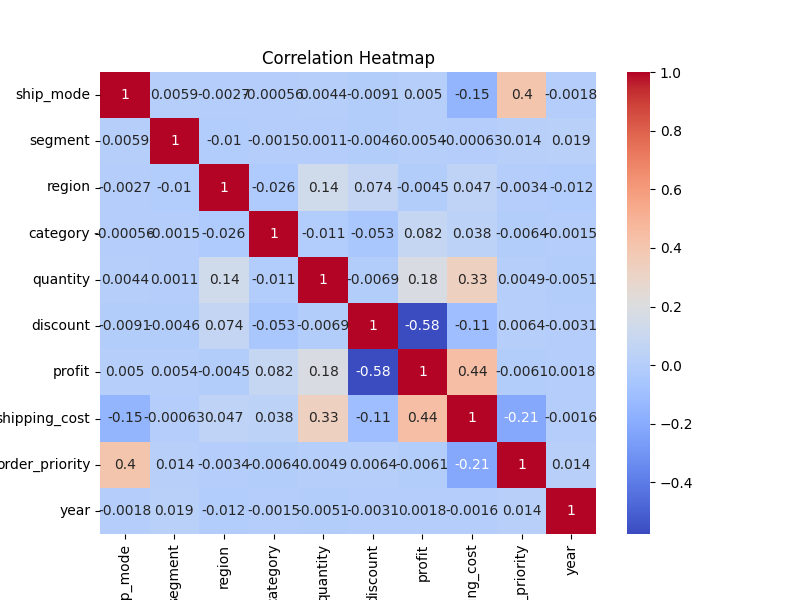 Correlation Heatmap
ship_mode 1 0.0059 -0.0027 -0.00056 0.0044 -0.0091 0.005 -0.15 0.4 -0.0018
segment 0.0059 1 -0.01 -0.0015 0.0011 -0.0046 0.0054 -0.00063 0.014 0.019
region -0.0027 -0.01 1 -0.026 0.14 0.074 -0.0045 0.047 -0.0034 -0.012
category -0.00056 -0.0015 -0.026 1 -0.011 -0.053 0.082 0.038 -0.0064 -0.0015
quantity 0.0044 0.0011 0.14 -0.011 1 -0.0069 0.18 0.33 0.0049 -0.0051
discount -0.0091 -0.0046 0.074 -0.053 -0.0069 1 -0.58 -0.11 0.0064 -0.0031
profit 0.005 0.0054 -0.0045 0.082 0.18 -0.58 1 0.44 -0.0061 0.0018
shipping_cost -0.15 -0.00063 0.047 0.038 0.33 -0.11 0.44 1 -0.21 -0.0016
order_priority 0.4 0.014 -0.0034 -0.0064 0.0049 0.0064 -0.0061 -0.21 1 0.014
year -0.0018 0.019 -0.012 -0.0015 -0.0051 -0.0031 0.0018 -0.0016 0.014 1
p_mode
segment
region
category
quantity
discount
profit
ng_cost
_priority
year
1.0
0.8
0.6
0.4
0.2
0.0
−0.2
−0.4